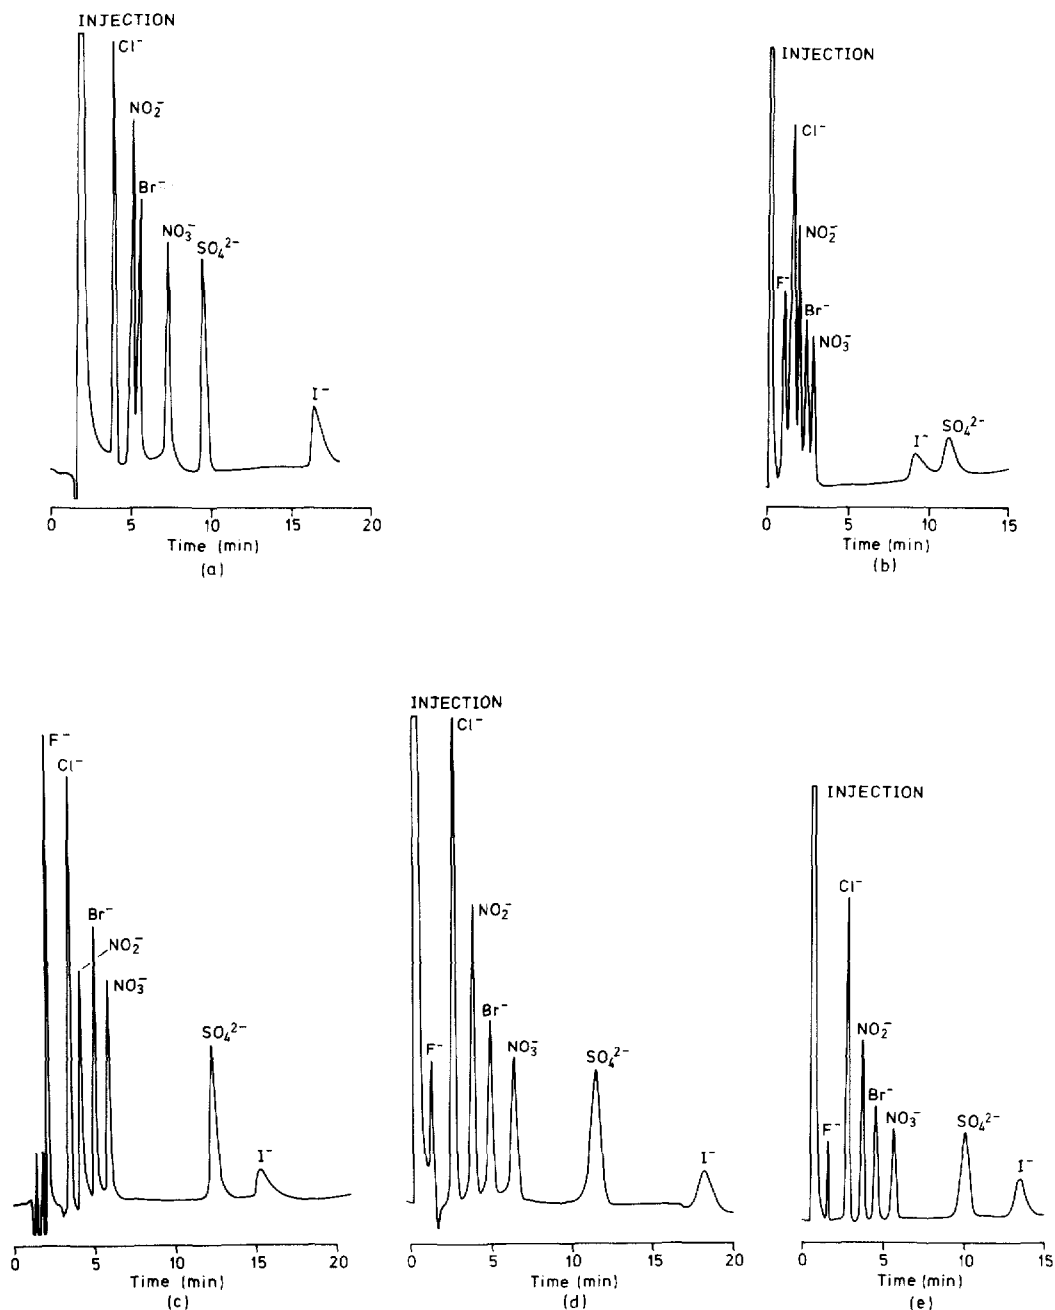 INJECTION
Cl⁻
NO₂⁻
Br⁻
NO₃⁻
SO₄²⁻
I⁻
0 5 10 15 20
Time (min)
(a)
INJECTION
Cl⁻
NO₂⁻
F⁻
Br⁻
NO₃⁻
I⁻
SO₄²⁻
0 5 10 15
Time (min)
(b)
F⁻
Cl⁻
Br⁻
NO₂⁻
NO₃⁻
SO₄²⁻
I⁻
0 5 10 15 20
Time (min)
(c)
INJECTION
Cl⁻
NO₂⁻
Br⁻
F⁻
NO₃⁻
SO₄²⁻
I⁻
0 5 10 15 20
Time (min)
(d)
INJECTION
Cl⁻
NO₂⁻
Br⁻
F⁻
NO₃⁻
SO₄²⁻
I⁻
0 5 10 15
Time (min)
(e)